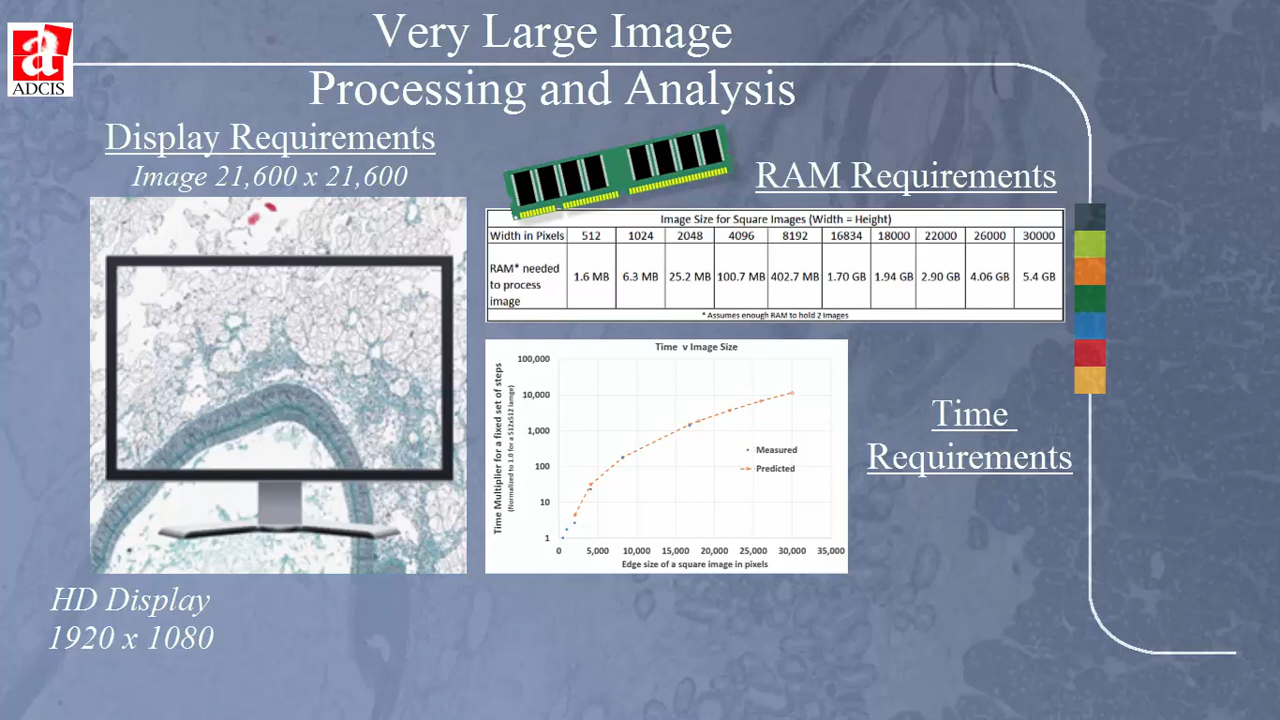 Very Large Image
Processing and Analysis
ADCIS
Display Requirements
Image 21,600 x 21,600
HD Display
1920 x 1080
RAM Requirements
Image Size for Square Images (Width = Height)
Width in Pixels 512 1024 2048 4096 8192 16834 18000 22000 26000 30000
RAM* needed
to process
image
1.6 MB 6.3 MB 25.2 MB 100.7 MB 402.7 MB 1.70 GB 1.94 GB 2.90 GB 4.06 GB 5.4 GB
* Assumes enough RAM to hold 2 images
Time v Image Size
Time Multiplier for a fixed set of steps
(Normalized to 1.0 for a 512x512 iamge)
100,000
10,000
1,000
100
10
1
Measured
Predicted
0 5,000 10,000 15,000 20,000 25,000 30,000 35,000
Edge size of a square image in pixels
Time
Requirements